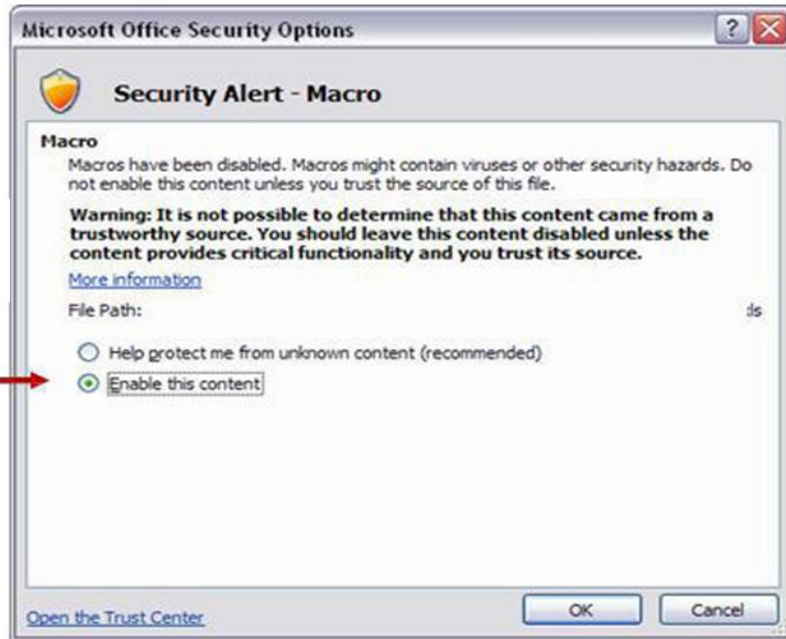 Microsoft Office Security Options
Security Alert - Macro
Macro
Macros have been disabled. Macros might contain viruses or other security hazards. Do
not enable this content unless you trust the source of this file.
Warning: It is not possible to determine that this content came from a
trustworthy source. You should leave this content disabled unless the
content provides critical functionality and you trust its source.
More information
File Path:
Help protect me from unknown content (recommended)
Enable this content
Open the Trust Center
OK
Cancel